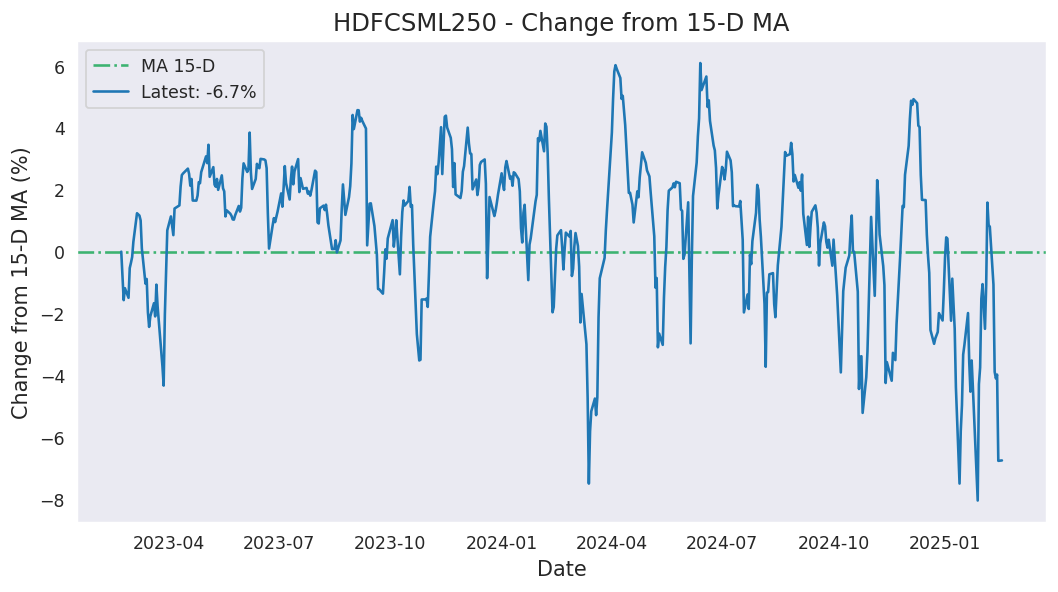 HDFCSML250 - Change from 15-D MA
MA 15-D
Latest: -6.7%
Change from 15-D MA (%)
6
4
2
0
−2
−4
−6
−8
2023-04 2023-07 2023-10 2024-01 2024-04 2024-07 2024-10 2025-01
Date